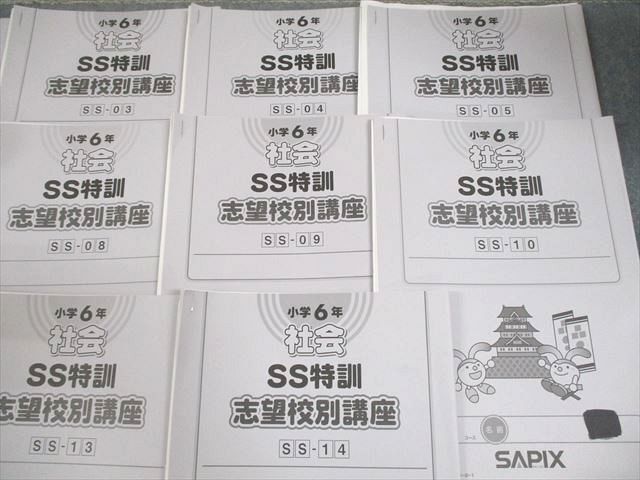 小学6年
社会
SS特訓
志望校別講座
SS-03
小学6年
社会
SS特訓
志望校別講座
SS-04
小学6年
社会
SS特訓
志望校別講座
SS-05
小学6年
社会
SS特訓
志望校別講座
SS-08
小学6年
社会
SS特訓
志望校別講座
SS-09
小学6年
社会
SS特訓
志望校別講座
SS-10
小学6年
社会
SS特訓
志望校別講座
SS-13
小学6年
社会
SS特訓
志望校別講座
SS-14
コース
名前
SAPIX